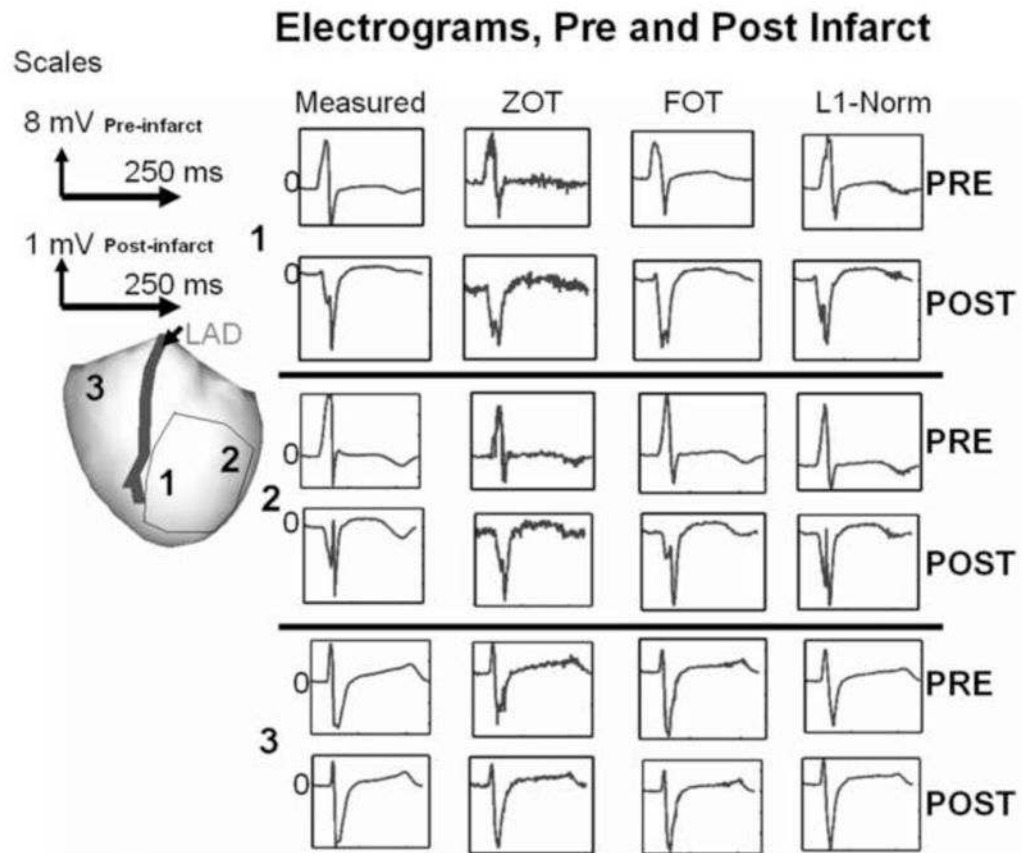 Electrograms, Pre and Post Infarct
Scales
Measured ZOT FOT L1-Norm
8 mV Pre-infarct
250 ms
0
PRE
1
1 mV Post-infarct
250 ms
0
POST
LAD
3
2
1
0
PRE
2
0
POST
0
PRE
3
0
POST